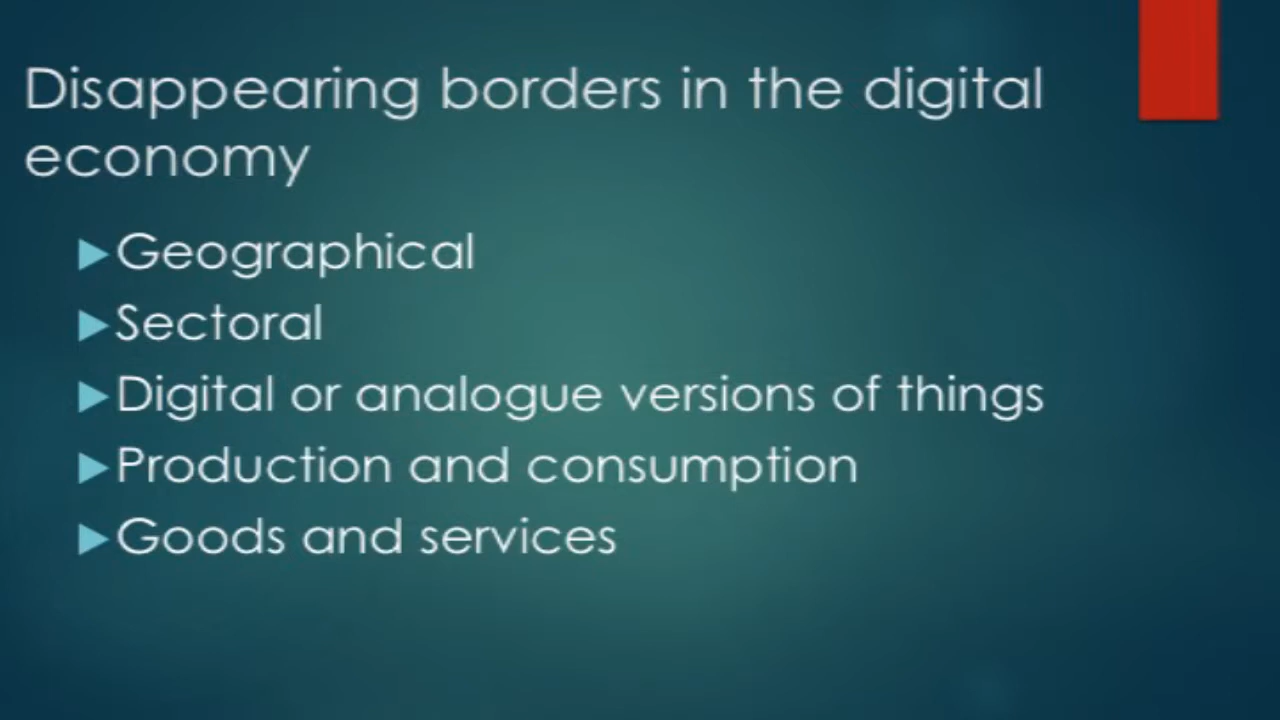 Disappearing borders in the digital
economy
Geographical
Sectoral
Digital or analogue versions of things
Production and consumption
Goods and services